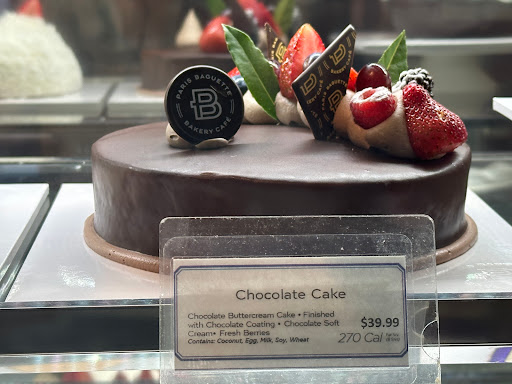 PARIS BAGUETTE
B
BAKERY CAFÉ
B
Chocolate Cake
Chocolate Buttercream Cake • Finished
with Chocolate Coating • Chocolate Soft
Cream• Fresh Berries
Contains: Coconut, Egg, Milk, Soy, Wheat
$39.99
270 Cal